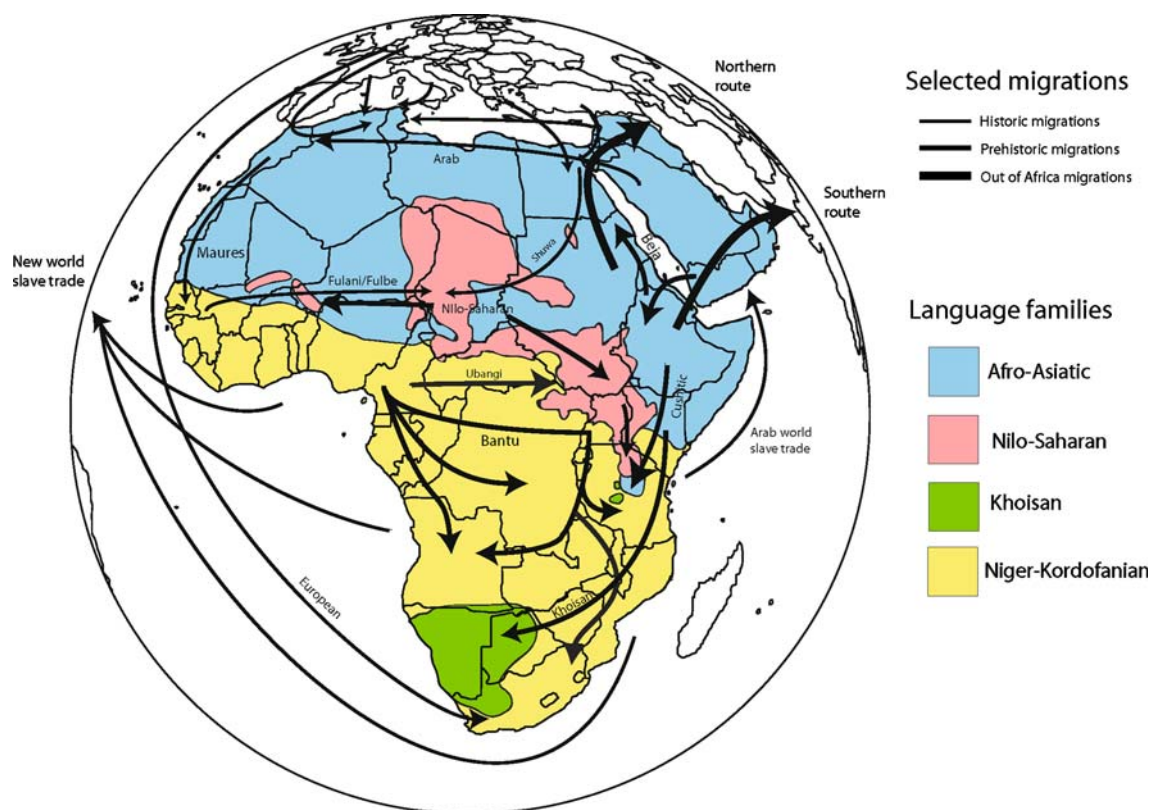 Northern
route
Selected migrations
Historic migrations
Prehistoric migrations
Out of Africa migrations
Southern
route
New world
slave trade
Arab
Maures
Shuwa
Beja
Fulani/Fulbe
NIlo-Saharan
Ubangi
Cushitic
Bantu
Arab world
slave trade
European
Khoisan
Language families
Afro-Asiatic
Nilo-Saharan
Khoisan
Niger-Kordofanian